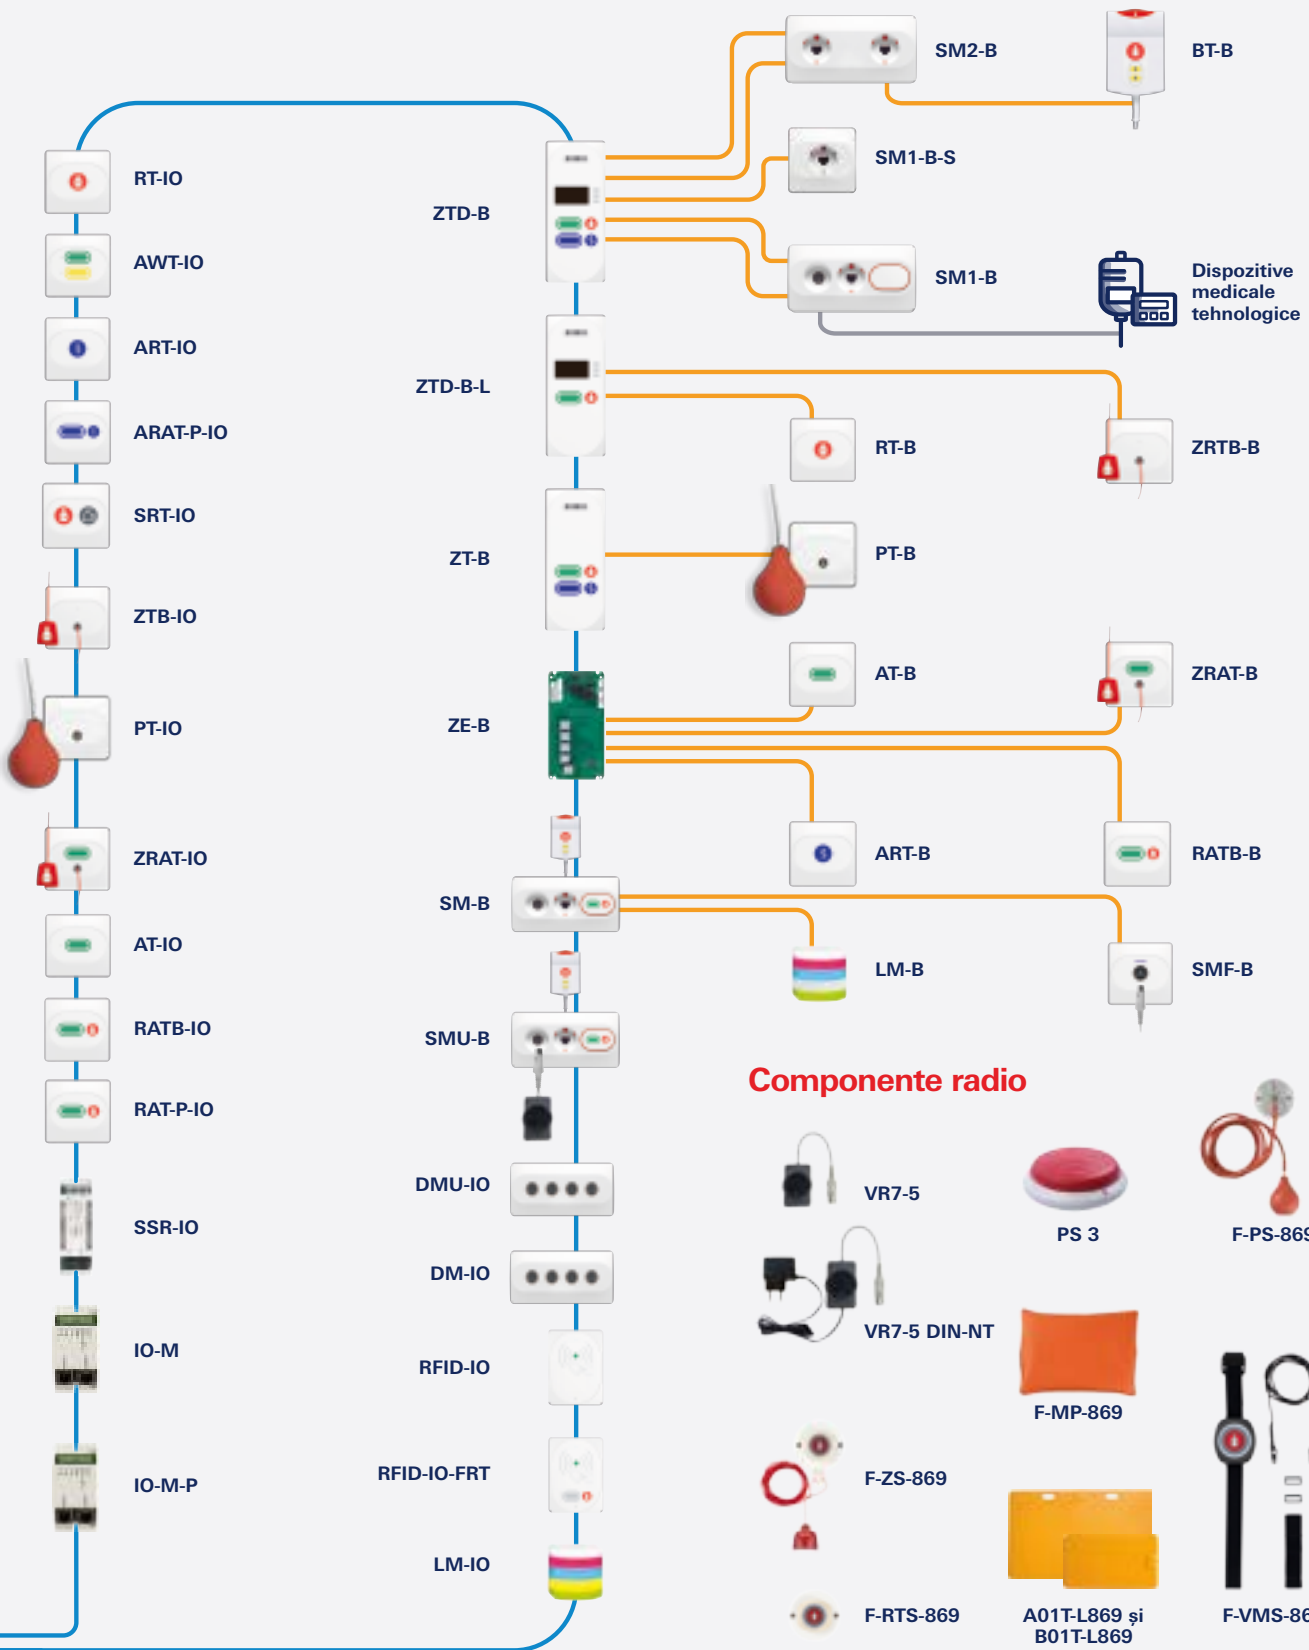 RT-IO
AWT-IO
ART-IO
ARAT-P-IO
SRT-IO
ZTB-IO
PT-IO
ZRAT-IO
AT-IO
RATB-IO
RAT-P-IO
SSR-IO
IO-M
IO-M-P
ZTD-B
ZTD-B-L
ZT-B
ZE-B
SM-B
SMU-B
DMU-IO
DM-IO
RFID-IO
RFID-IO-FRT
LM-IO
SM2-B
BT-B
SM1-B-S
SM1-B
Dispozitive
medicale
tehnologice
RT-B
ZRTB-B
PT-B
AT-B
ZRAT-B
ART-B
RATB-B
LM-B
SMF-B
Componente radio
VR7-5
PS 3
F-PS-869
VR7-5 DIN-NT
F-MP-869
F-ZS-869
F-RTS-869
A01T-L869 și
B01T-L869
F-VMS-86